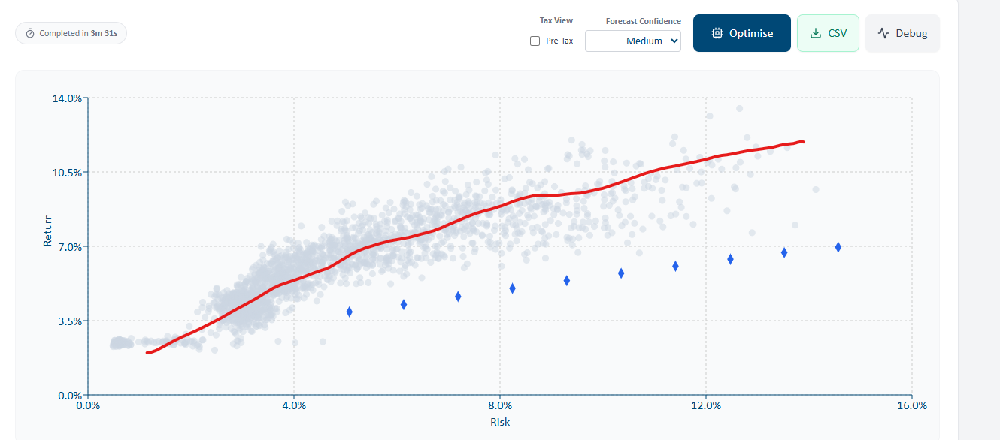 Completed in 3m 31s
Tax View
Pre-Tax
Forecast Confidence
Medium
Optimise
CSV
Debug
14.0%
10.5%
7.0%
3.5%
0.0%
Return
0.0%
4.0%
8.0%
12.0%
16.0%
Risk